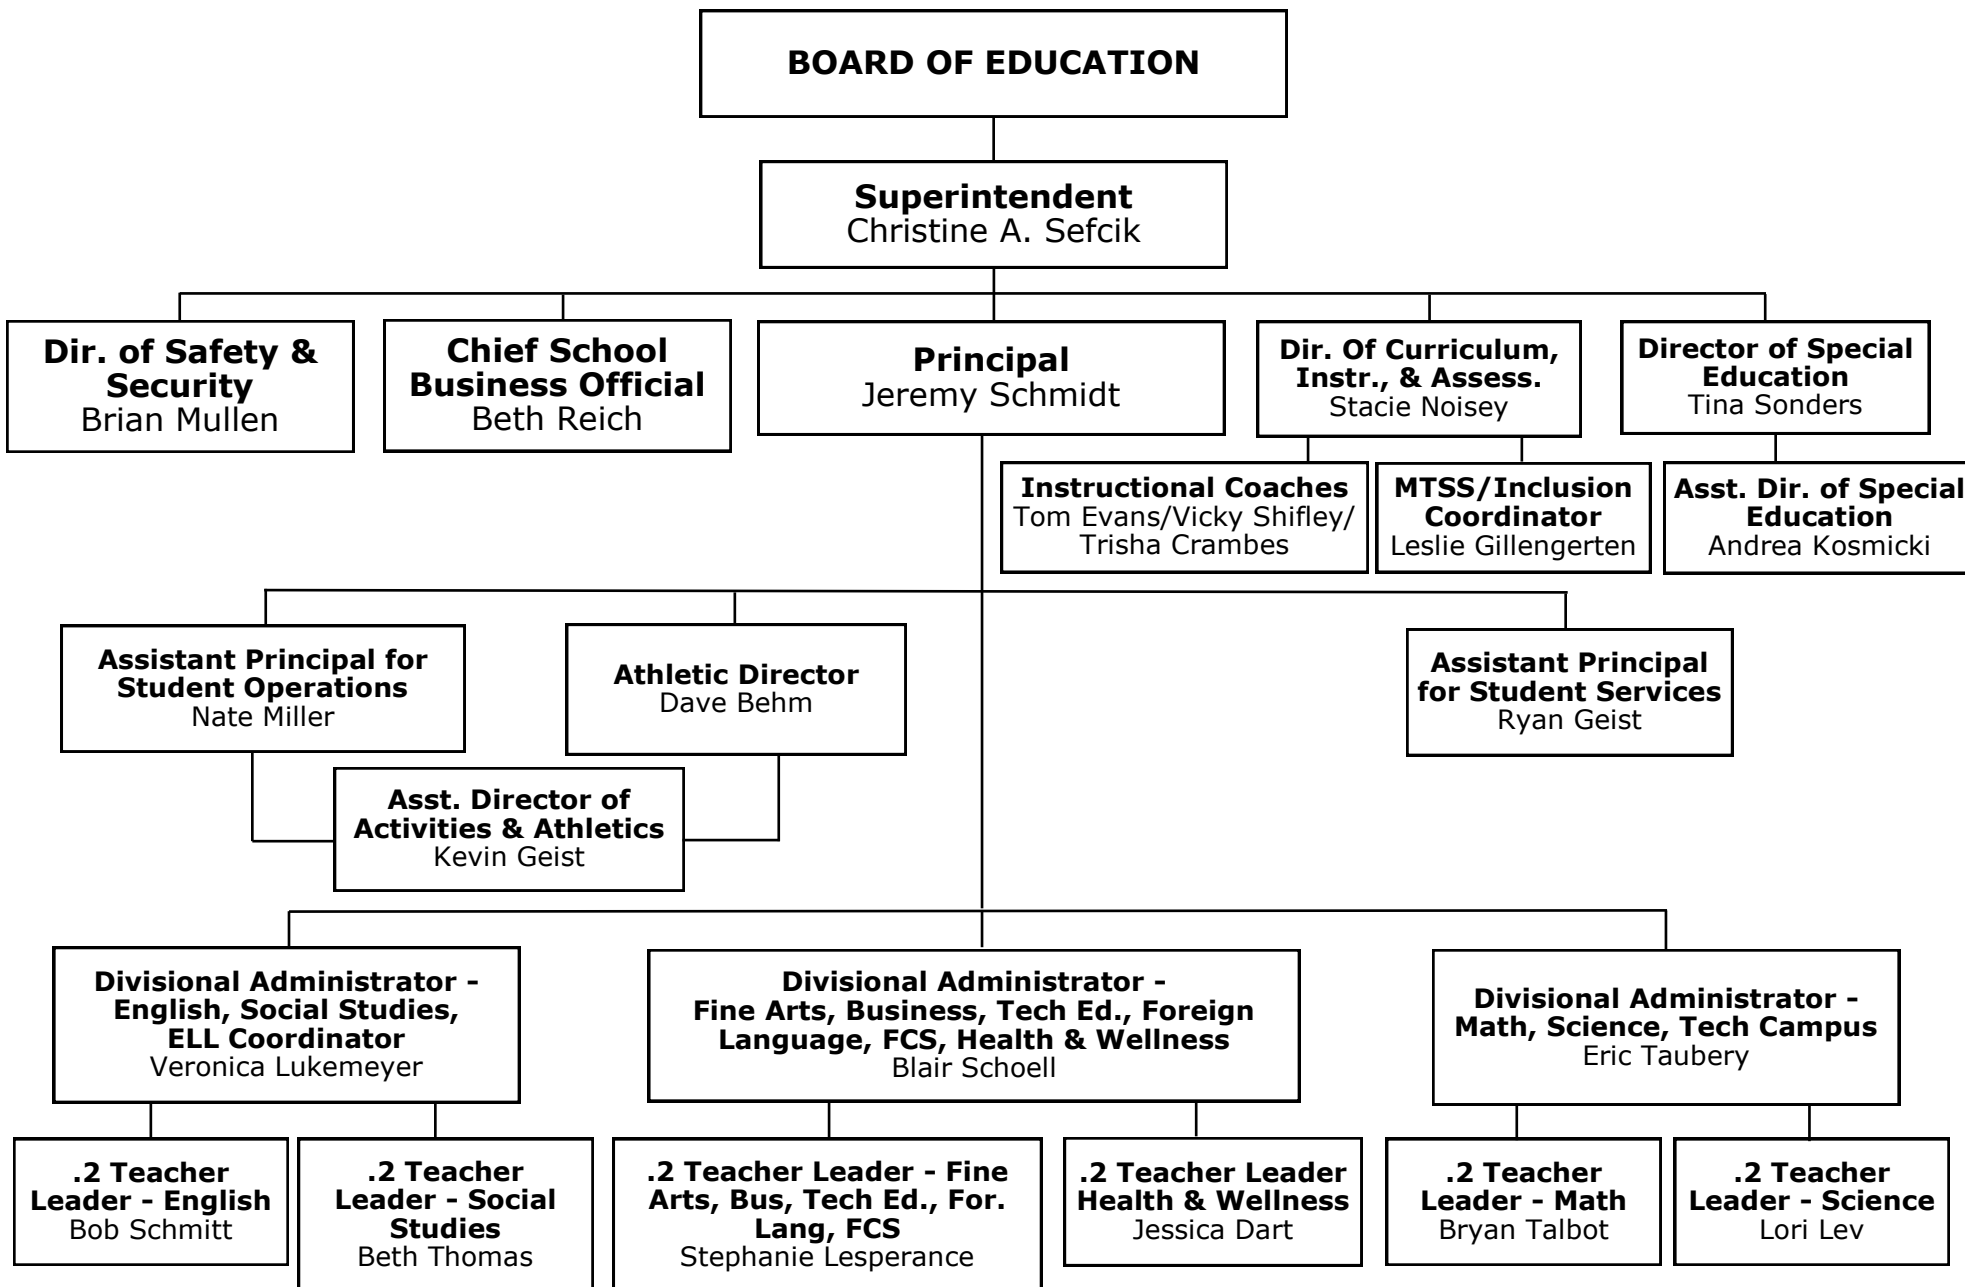 BOARD OF EDUCATION
Superintendent
Christine A. Sefcik
Dir. of Safety &
Security
Brian Mullen
Chief School
Business Official
Beth Reich
Principal
Jeremy Schmidt
Dir. Of Curriculum,
Instr., & Assess.
Stacie Noisey
Director of Special
Education
Tina Sonders
Instructional Coaches
Tom Evans/Vicky Shifley/
Trisha Crambes
MTSS/Inclusion
Coordinator
Leslie Gillengerten
Asst. Dir. of Special
Education
Andrea Kosmicki
Assistant Principal for
Student Operations
Nate Miller
Athletic Director
Dave Behm
Assistant Principal
for Student Services
Ryan Geist
Asst. Director of
Activities & Athletics
Kevin Geist
Divisional Administrator -
English, Social Studies,
ELL Coordinator
Veronica Lukemeyer
Divisional Administrator -
Fine Arts, Business, Tech Ed., Foreign
Language, FCS, Health & Wellness
Blair Schoell
Divisional Administrator -
Math, Science, Tech Campus
Eric Taubery
.2 Teacher
Leader - English
Bob Schmitt
.2 Teacher
Leader - Social
Studies
Beth Thomas
.2 Teacher Leader - Fine
Arts, Bus, Tech Ed., For.
Lang, FCS
Stephanie Lesperance
.2 Teacher Leader
Health & Wellness
Jessica Dart
.2 Teacher
Leader - Math
Bryan Talbot
.2 Teacher
Leader - Science
Lori Lev